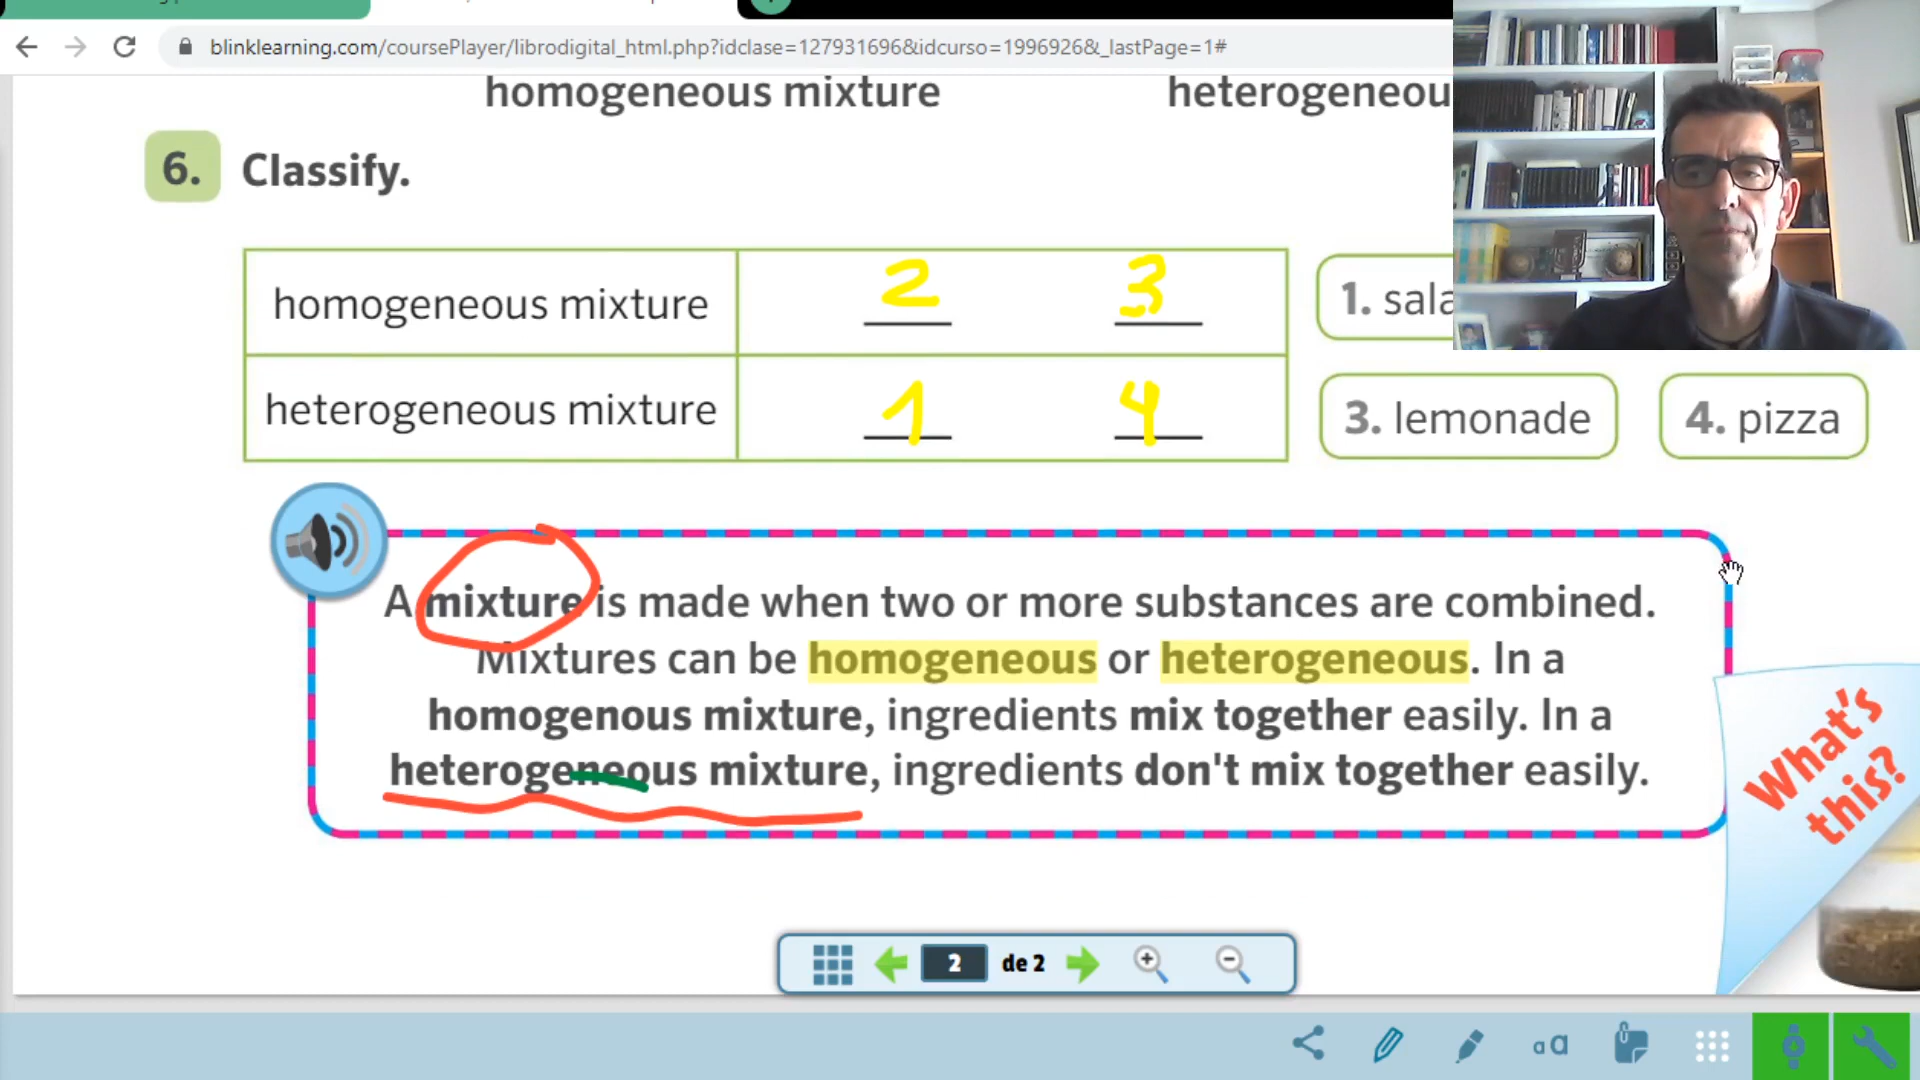 blinklearning.com/coursePlayer/librodigital_html.php?idclase=127931696&idcurso=1996926&_lastPage=1#
homogeneous mixture heterogeneou
6. Classify.
homogeneous mixture 2 3
1. sala
heterogeneous mixture 1 4
3. lemonade 4. pizza
A mixture is made when two or more substances are combined.
Mixtures can be homogeneous or heterogeneous. In a
homogenous mixture, ingredients mix together easily. In a
heterogeneous mixture, ingredients don't mix together easily.
What's
this?
2 de 2
aa